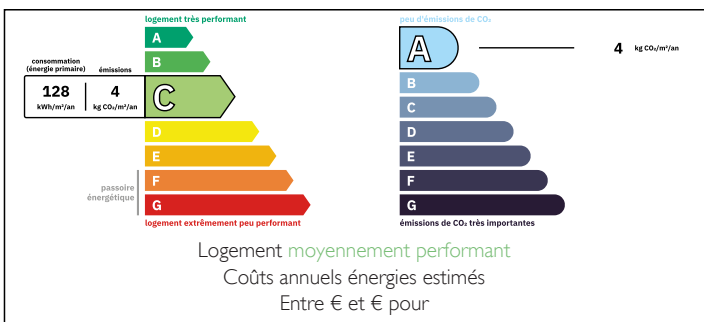 logement très performant
A
B
consommation
(énergie primaire)
émissions
128
kWh/m²/an
4
kg CO₂/m²/an
C
D
E
F
G
passoire
énergétique
logement extrêmement peu performant
peu d'émissions de CO₂
A
4 kg CO₂/m²/an
B
C
D
E
F
G
émissions de CO₂ très importantes
Logement moyennement performant
Coûts annuels énergies estimés
Entre € et € pour